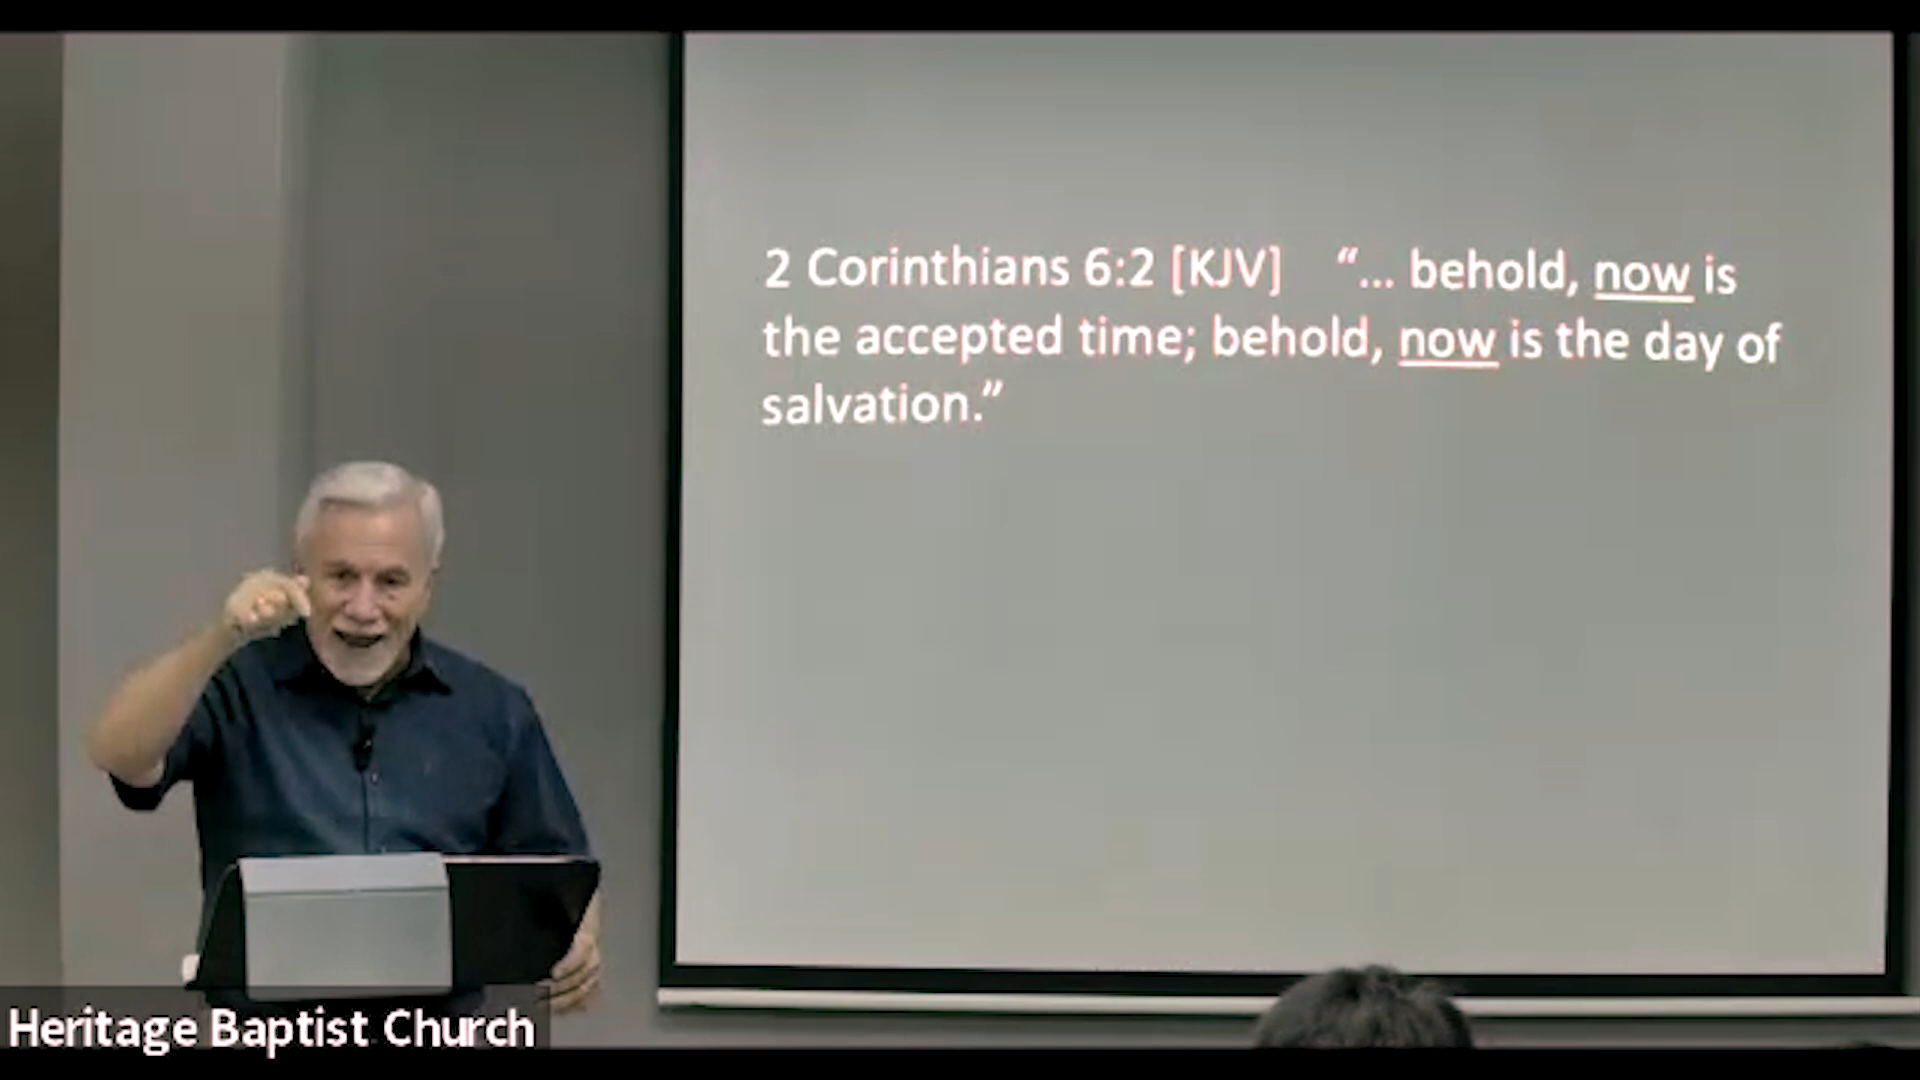 2 Corinthians 6:2 [KJV] “... behold, now is
the accepted time; behold, now is the day of
salvation.”
Heritage Baptist Church